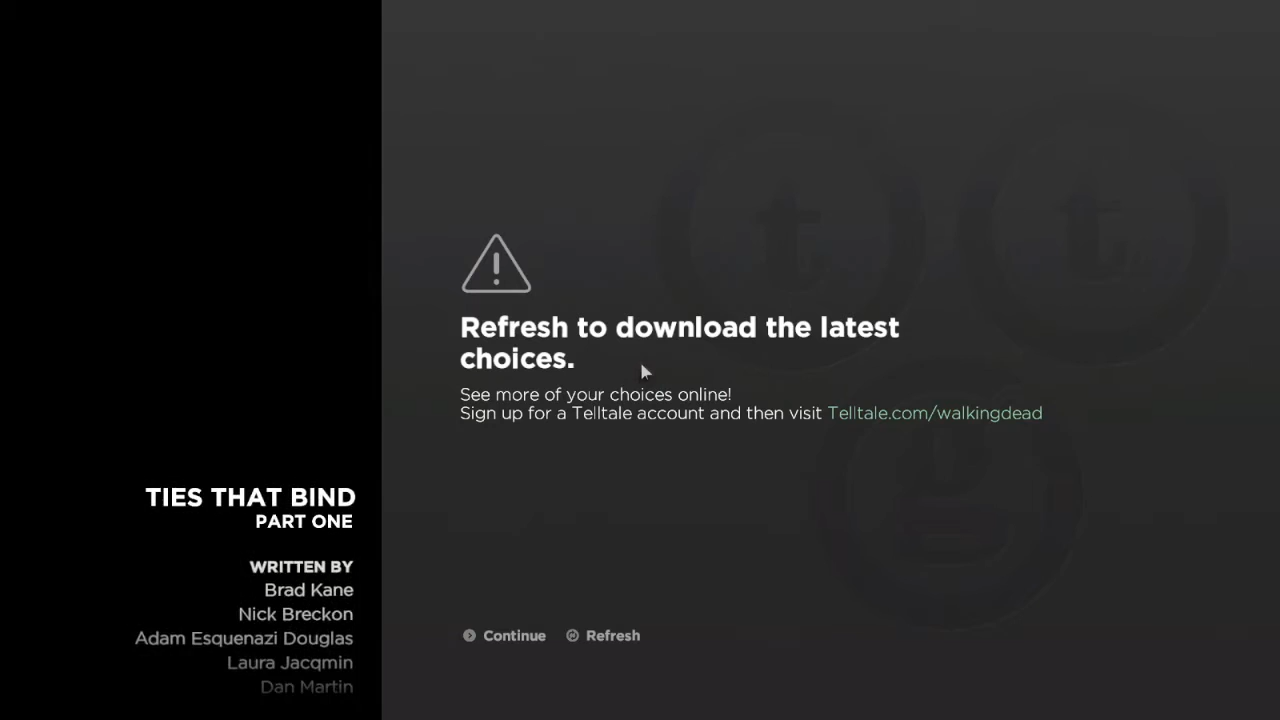 Refresh to download the latest
choices.
See more of your choices online!
Sign up for a Telltale account and then visit Telltale.com/walkingdead
TIES THAT BIND
PART ONE
WRITTEN BY
Brad Kane
Nick Breckon
Adam Esquenazi Douglas
Laura Jacqmin
Dan Martin
Continue
Refresh